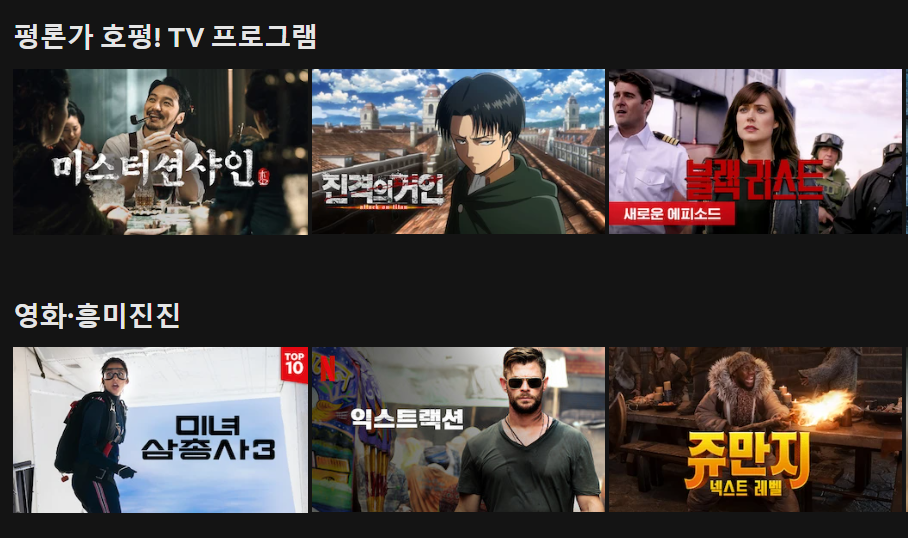 평론가 호평! TV 프로그램
미스터 션샤인
진격의 거인
attack on titan
블랙리스트
새로운 에피소드
영화·흥미진진
TOP
10
미녀
삼총사3
N
익스트랙션
쥬만지
넥스트 레벨